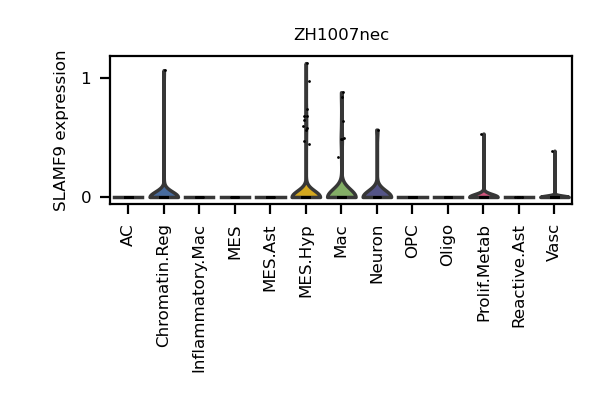 ZH1007nec
SLAMF9 expression
1
0
AC
Chromatin.Reg
Inflammatory.Mac
MES
MES.Ast
MES.Hyp
Mac
Neuron
OPC
Oligo
Prolif.Metab
Reactive.Ast
Vasc